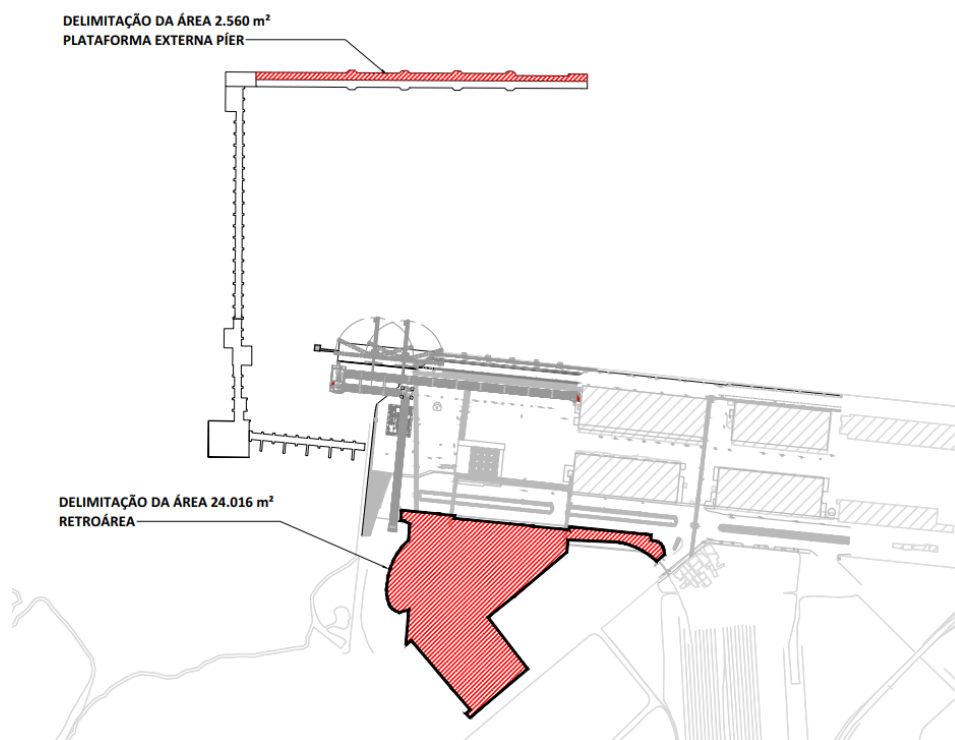 DELIMITAÇÃO DA ÁREA 2.560 m²
PLATAFORMA EXTERNA PÍER
DELIMITAÇÃO DA ÁREA 24.016 m²
RETROÁREA